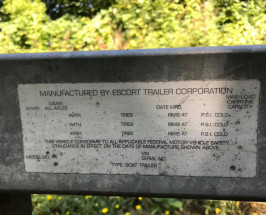 MANUFACTURED BY ESCORT TRAILER CORPORATION
MAX. LOAD
CARRYING
CAPACITY
GVWR
ALL AXLES
DATE MFD.
WITH TIRES RIMS AT P.S.I. COLD
WITH TIRES RIMS AT P.S.I. COLD
WITH TIRES RIMS AT P.S.I. COLD
THIS VEHICLE CONFORMS TO ALL APPLICABLE FEDERAL MOTOR VEHICLE SAFETY
STANDARDS IN EFFECT ON THE DATE OF MANUFACTURE SHOWN ABOVE.
MODEL NO. VIN
SERIAL NO.
TYPE: BOAT TRAILER